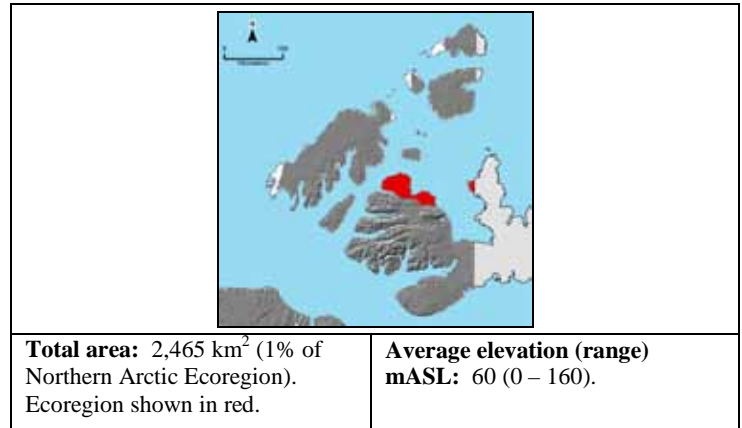 Total area: 2,465 km² (1% of
Northern Arctic Ecoregion).
Ecoregion shown in red.
Average elevation (range)
mASL: 60 (0 – 160).